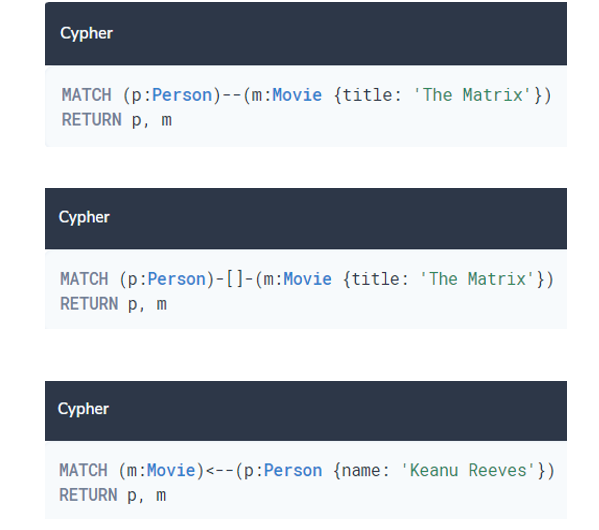 Cypher
MATCH (p:Person)--(m:Movie {title: 'The Matrix'})
RETURN p, m
Cypher
MATCH (p:Person)-[]-(m:Movie {title: 'The Matrix'})
RETURN p, m
Cypher
MATCH (m:Movie)<--(p:Person {name: 'Keanu Reeves'})
RETURN p, m